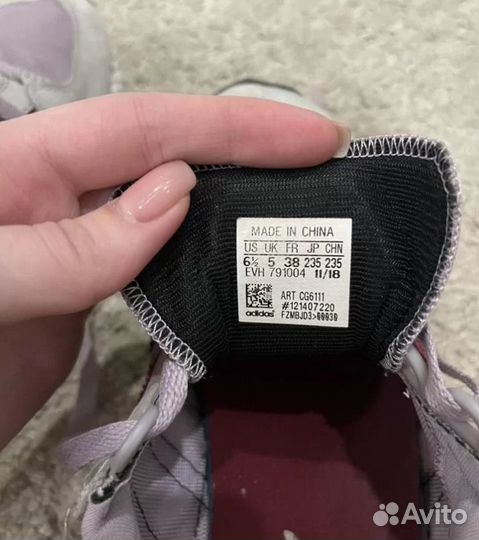 MADE IN CHINA
US UK FR JP CHN
6½ 5 38 235 235
EVH 791004 11/18
ART CG6111
#121407220
adidas FZMBJD3>00030
Avito